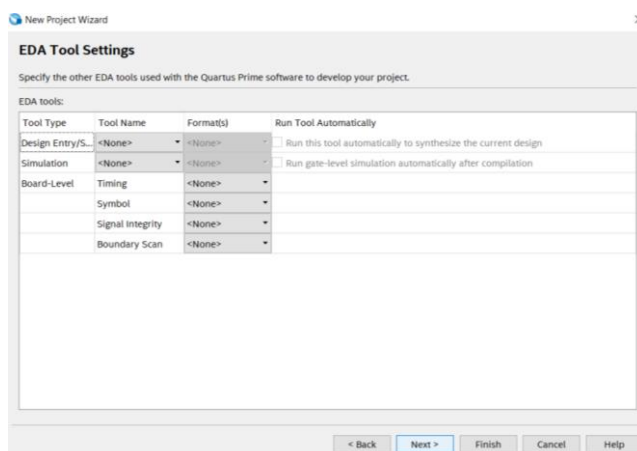 New Project Wizard
EDA Tool Settings
Specify the other EDA tools used with the Quartus Prime software to develop your project.
EDA tools:
Tool Type Tool Name Format(s) Run Tool Automatically
Design Entry/S... <None> <None> Run this tool automatically to synthesize the current design
Simulation <None> <None> Run gate-level simulation automatically after compilation
Board-Level Timing <None>
Symbol <None>
Signal Integrity <None>
Boundary Scan <None>
< Back Next > Finish Cancel Help